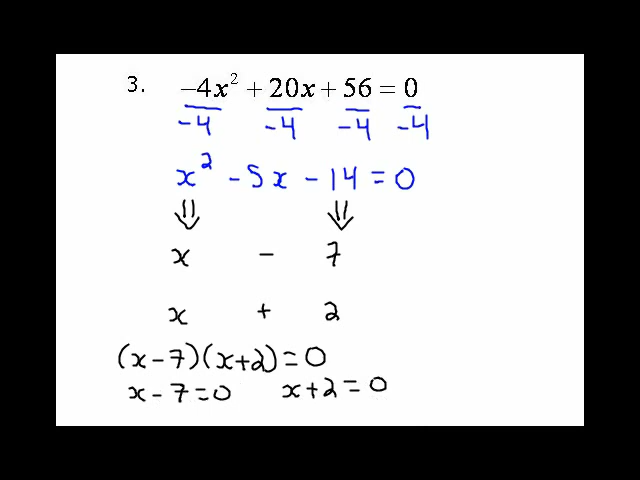 3. −4x² + 20x + 56 = 0
-4 -4 -4 -4
x² - 5x - 14 = 0
⇓ ⇓
x - 7
x + 2
(x - 7)(x + 2) = 0
x - 7 = 0 x + 2 = 0